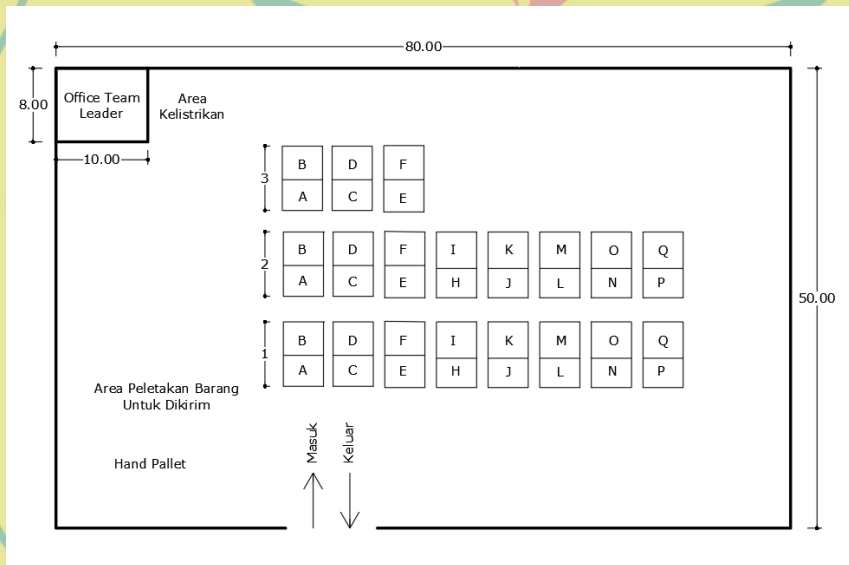 80.00
8.00
Office Team
Leader
Area
Kelistrikan
10.00
3
B D F
A C E
2
B D F I K M O Q
A C E H J L N P
50.00
1
B D F I K M O Q
A C E H J L N P
Area Peletakan Barang
Untuk Dikirim
Masuk
Keluar
Hand Pallet